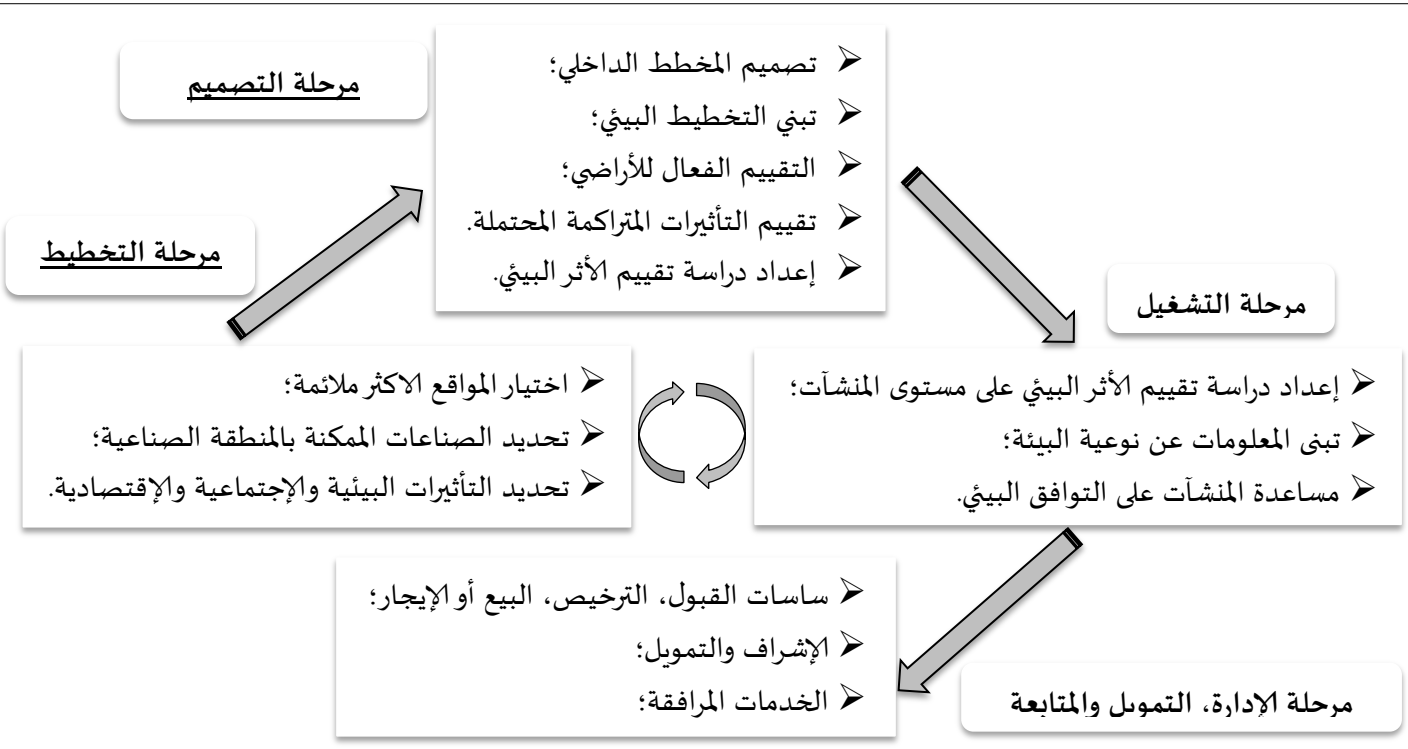 مرحلة التصميم
تصميم المخطط الداخلي؛
تبني التخطيط البيئي؛
التقييم الفعال للأراضي؛
تقييم التأثيرات المتراكمة المحتملة.
إعداد دراسة تقييم الأثر البيئي.
مرحلة التخطيط
اختيار المواقع الاكثر ملائمة؛
تحديد الصناعات الممكنة بالمنطقة الصناعية؛
تحديد التأثيرات البيئية والإجتماعية والإقتصادية.
مرحلة التشغيل
إعداد دراسة تقييم الأثر البيئي على مستوى المنشآت؛
تبنى المعلومات عن نوعية البيئة؛
مساعدة المنشآت على التوافق البيئي.
ساسات القبول، الترخيص، البيع أو الإيجار؛
الإشراف والتمويل؛
الخدمات المرافقة؛
مرحلة الإدارة، التمويل والمتابعة